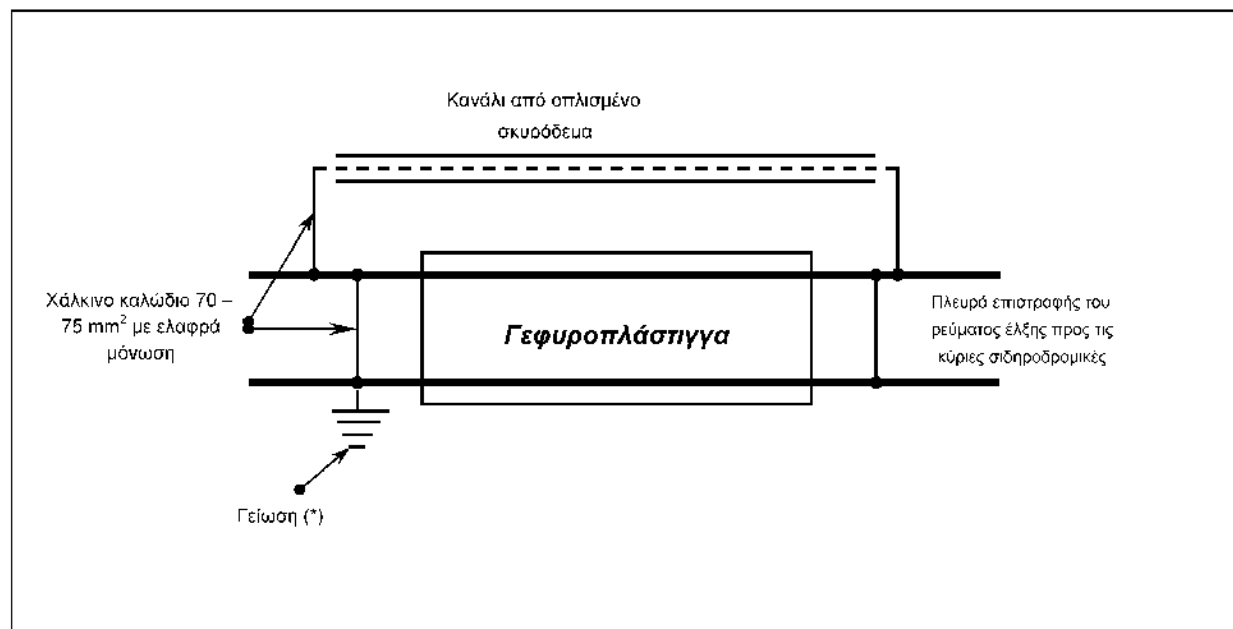 Κανάλι από οπλισμένο
σκυρόδεμα
Χάλκινο καλώδιο 70 –
75 mm² με ελαφρά
μόνωση
Γεφυροπλάστιγγα
Πλευρά επιστροφής του
ρεύματος έλξης προς τις
κύριες σιδηροδρομικές
Γείωση (*)